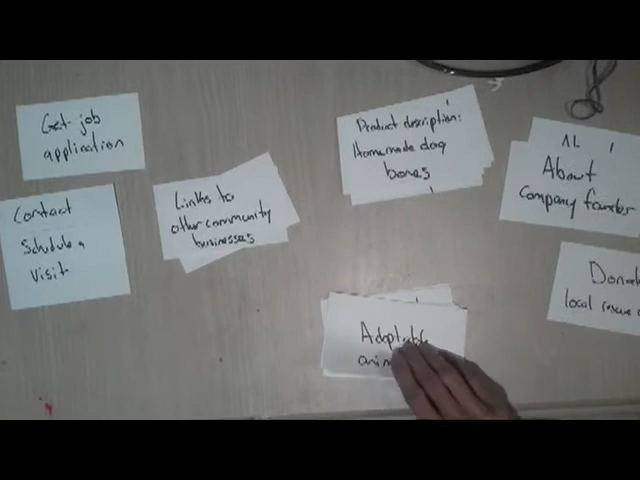 Get job
application
Contact
Schedule a
Visit
Links to
other community
businesses
Product description:
Homemade dog
bones
About
Company founder
local rescue
Adoptable